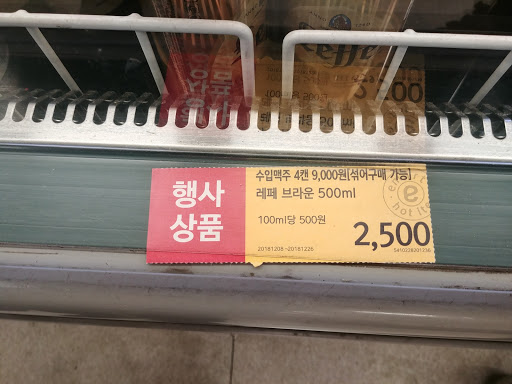 수입맥주 4캔 9,000원[섞어구매 가능]
행사
상품
레페 브라운 500ml
100ml당 500원
2,500
20181208~20181226